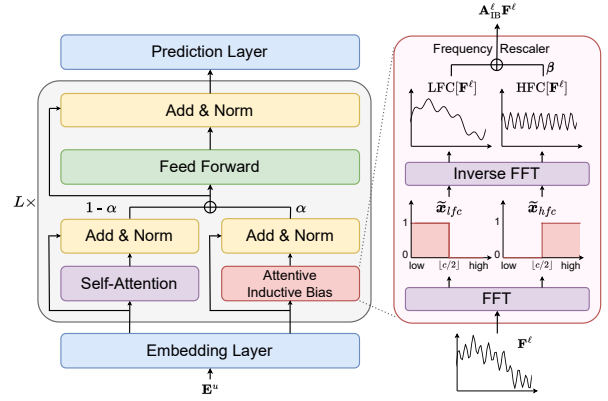 Prediction Layer
Add & Norm
Feed Forward
L×
1 - α
α
Add & Norm
Add & Norm
Self-Attention
Attentive
Inductive Bias
Embedding Layer
E^u
A^ℓ_IB F^ℓ
Frequency Rescaler
β
LFC[F^ℓ]
HFC[F^ℓ]
Inverse FFT
x̃_lfc
x̃_hfc
1
0
low ⌊c/2⌋ high
1
0
low ⌊c/2⌋ high
FFT
F^ℓ